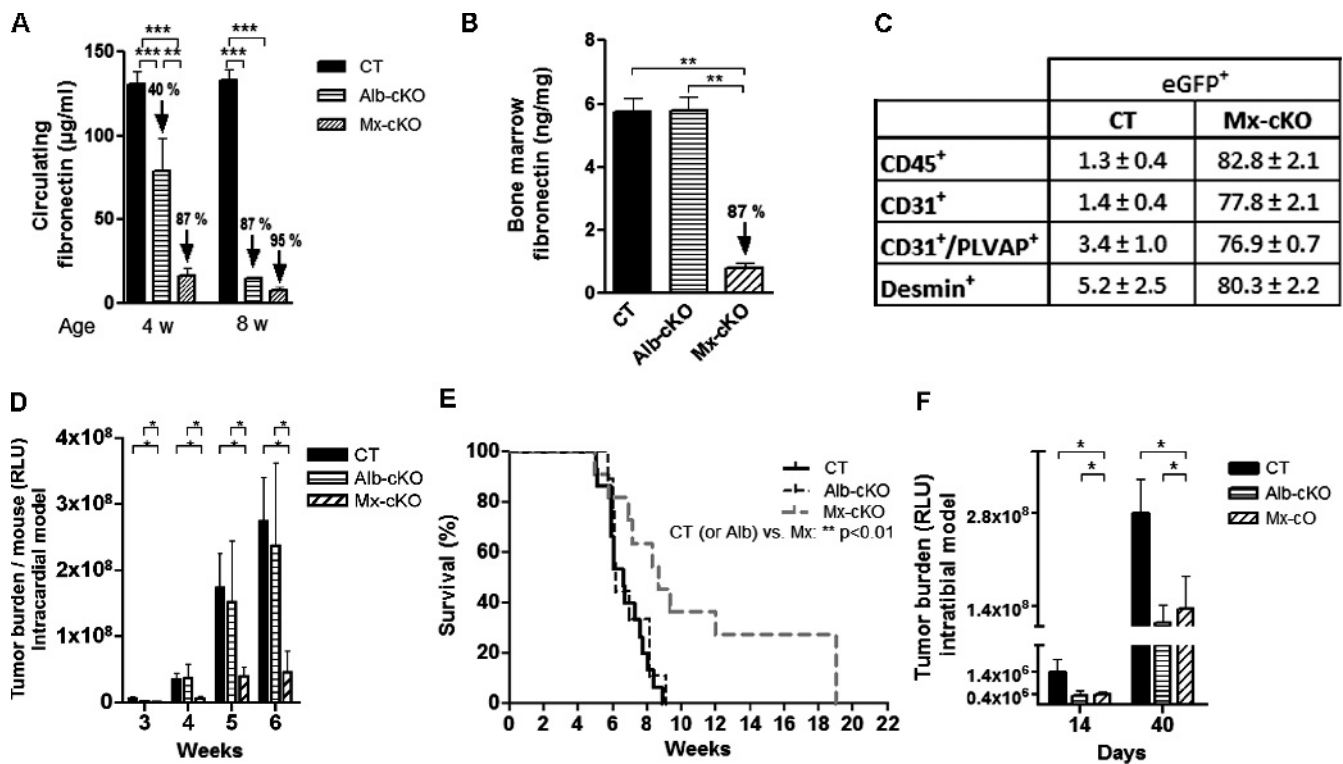 A
***
***
*** **
***
150
100
50
0
Circulating
fibronectin (µg/ml)
40 %
87 %
87 %
95 %
Age
4 w
8 w
CT
Alb-cKO
Mx-cKO
B
**
**
8
6
4
2
0
Bone marrow
fibronectin (ng/mg)
87 %
CT
Alb-cKO
Mx-cKO
C
eGFP+
CT Mx-cKO
CD45+ 1.3 ± 0.4 82.8 ± 2.1
CD31+ 1.4 ± 0.4 77.8 ± 2.1
CD31+/PLVAP+ 3.4 ± 1.0 76.9 ± 0.7
Desmin+ 5.2 ± 2.5 80.3 ± 2.2
D
* * * *
* * * *
4x10⁸
3x10⁸
2x10⁸
1x10⁸
0
Tumor burden / mouse (RLU)
Intracardial model
3 4 5 6
Weeks
CT
Alb-cKO
Mx-cKO
E
100
80
60
40
20
0
Survival (%)
CT
Alb-cKO
Mx-cKO
CT (or Alb) vs. Mx: ** p<0.01
0 2 4 6 8 10 12 14 16 18 20 22
Weeks
F
* *
* *
2.8x10⁸
1.4x10⁸
1.4x10⁶
0.4x10⁶
Tumor burden (RLU)
intratibial model
14 40
Days
CT
Alb-cKO
Mx-cO